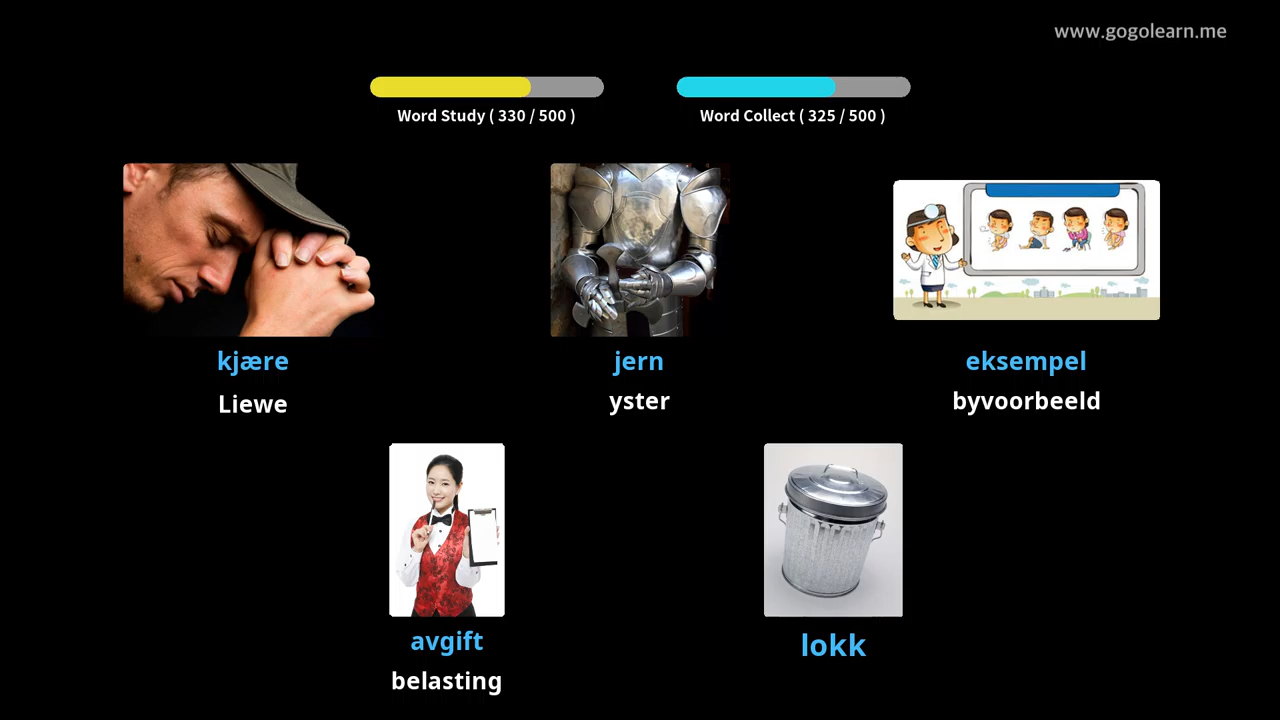 www.gogolearn.me
Word Study ( 330 / 500 )
Word Collect ( 325 / 500 )
kjære
Liewe
jern
yster
eksempel
byvoorbeeld
avgift
belasting
lokk